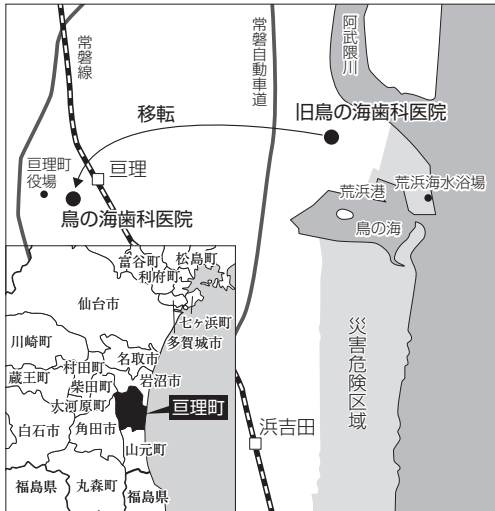 常磐線
常磐自動車道
阿武隈川
移転
旧鳥の海歯科医院
亘理町
役場
亘理
鳥の海歯科医院
荒浜港
荒浜海水浴場
鳥の海
災害危険区域
浜吉田
富谷町
松島町
利府町
仙台市
七ヶ浜町
多賀城市
川崎町
名取市
村田町
岩沼市
蔵王町
柴田町
大河原町
亘理町
白石市
角田市
山元町
福島県
丸森町
福島県